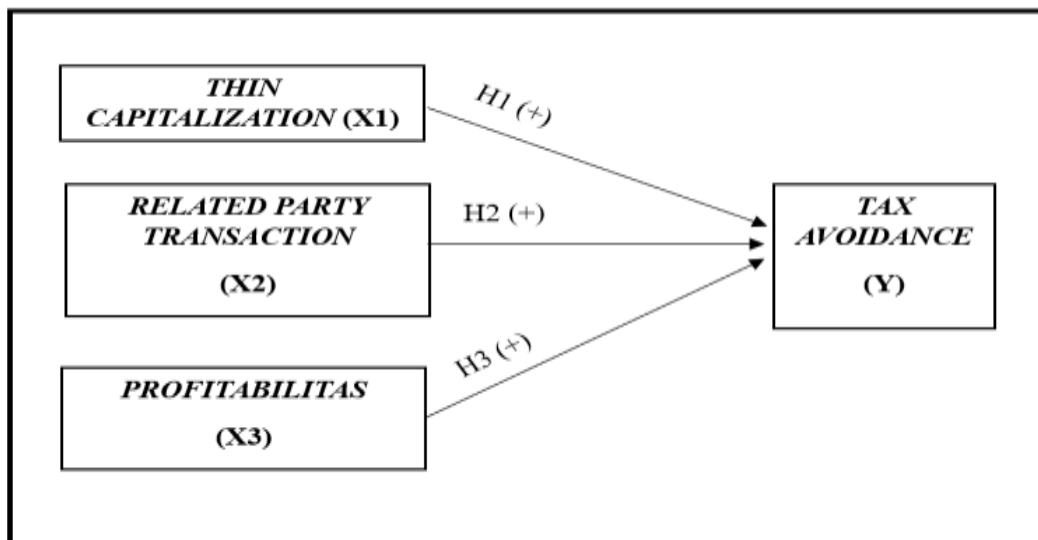 THIN
CAPITALIZATION (X1)
H1 (+)
RELATED PARTY
TRANSACTION
(X2)
H2 (+)
TAX
AVOIDANCE
(Y)
PROFITABILITAS
(X3)
H3 (+)